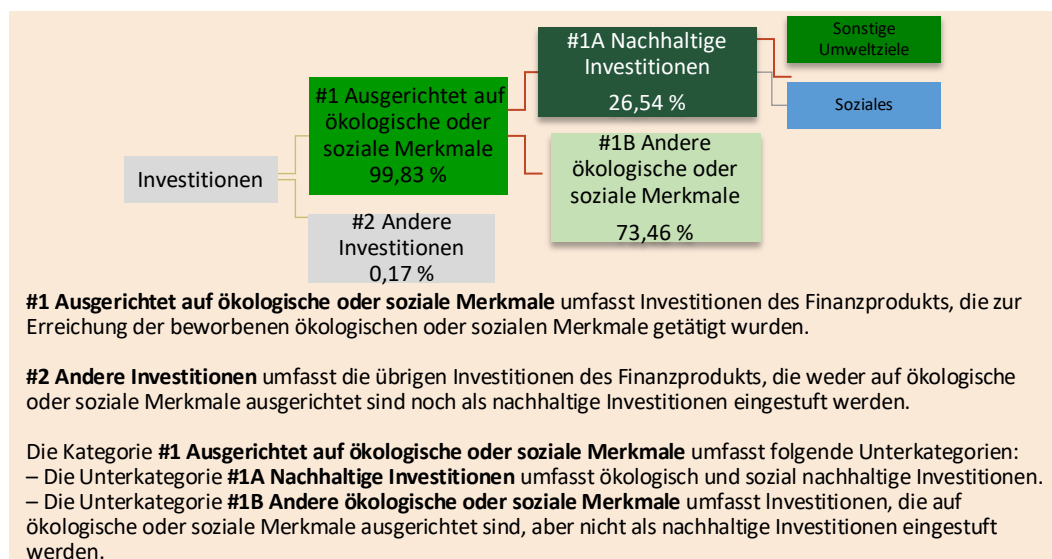 Sonstige
Umweltziele
#1A Nachhaltige
Investitionen
26,54 %
Soziales
#1 Ausgerichtet auf
ökologische oder
soziale Merkmale
99,83 %
#1B Andere
ökologische oder
soziale Merkmale
73,46 %
Investitionen
#2 Andere
Investitionen
0,17 %
#1 Ausgerichtet auf ökologische oder soziale Merkmale umfasst Investitionen des Finanzprodukts, die zur
Erreichung der beworbenen ökologischen oder sozialen Merkmale getätigt wurden.
#2 Andere Investitionen umfasst die übrigen Investitionen des Finanzprodukts, die weder auf ökologische
oder soziale Merkmale ausgerichtet sind noch als nachhaltige Investitionen eingestuft werden.
Die Kategorie #1 Ausgerichtet auf ökologische oder soziale Merkmale umfasst folgende Unterkategorien:
– Die Unterkategorie #1A Nachhaltige Investitionen umfasst ökologisch und sozial nachhaltige Investitionen.
– Die Unterkategorie #1B Andere ökologische oder soziale Merkmale umfasst Investitionen, die auf
ökologische oder soziale Merkmale ausgerichtet sind, aber nicht als nachhaltige Investitionen eingestuft
werden.